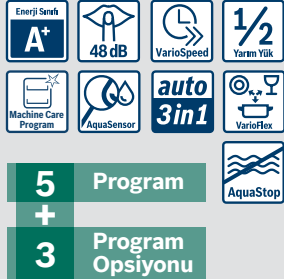 Enerji Sınıfı
A+
48 dB
VarioSpeed
1/2
Yarım Yük
Machine Care
Program
AquaSensor
auto
3in1
VarioFlex
AquaStop
5 Program
+
3 Program
Opsiyonu